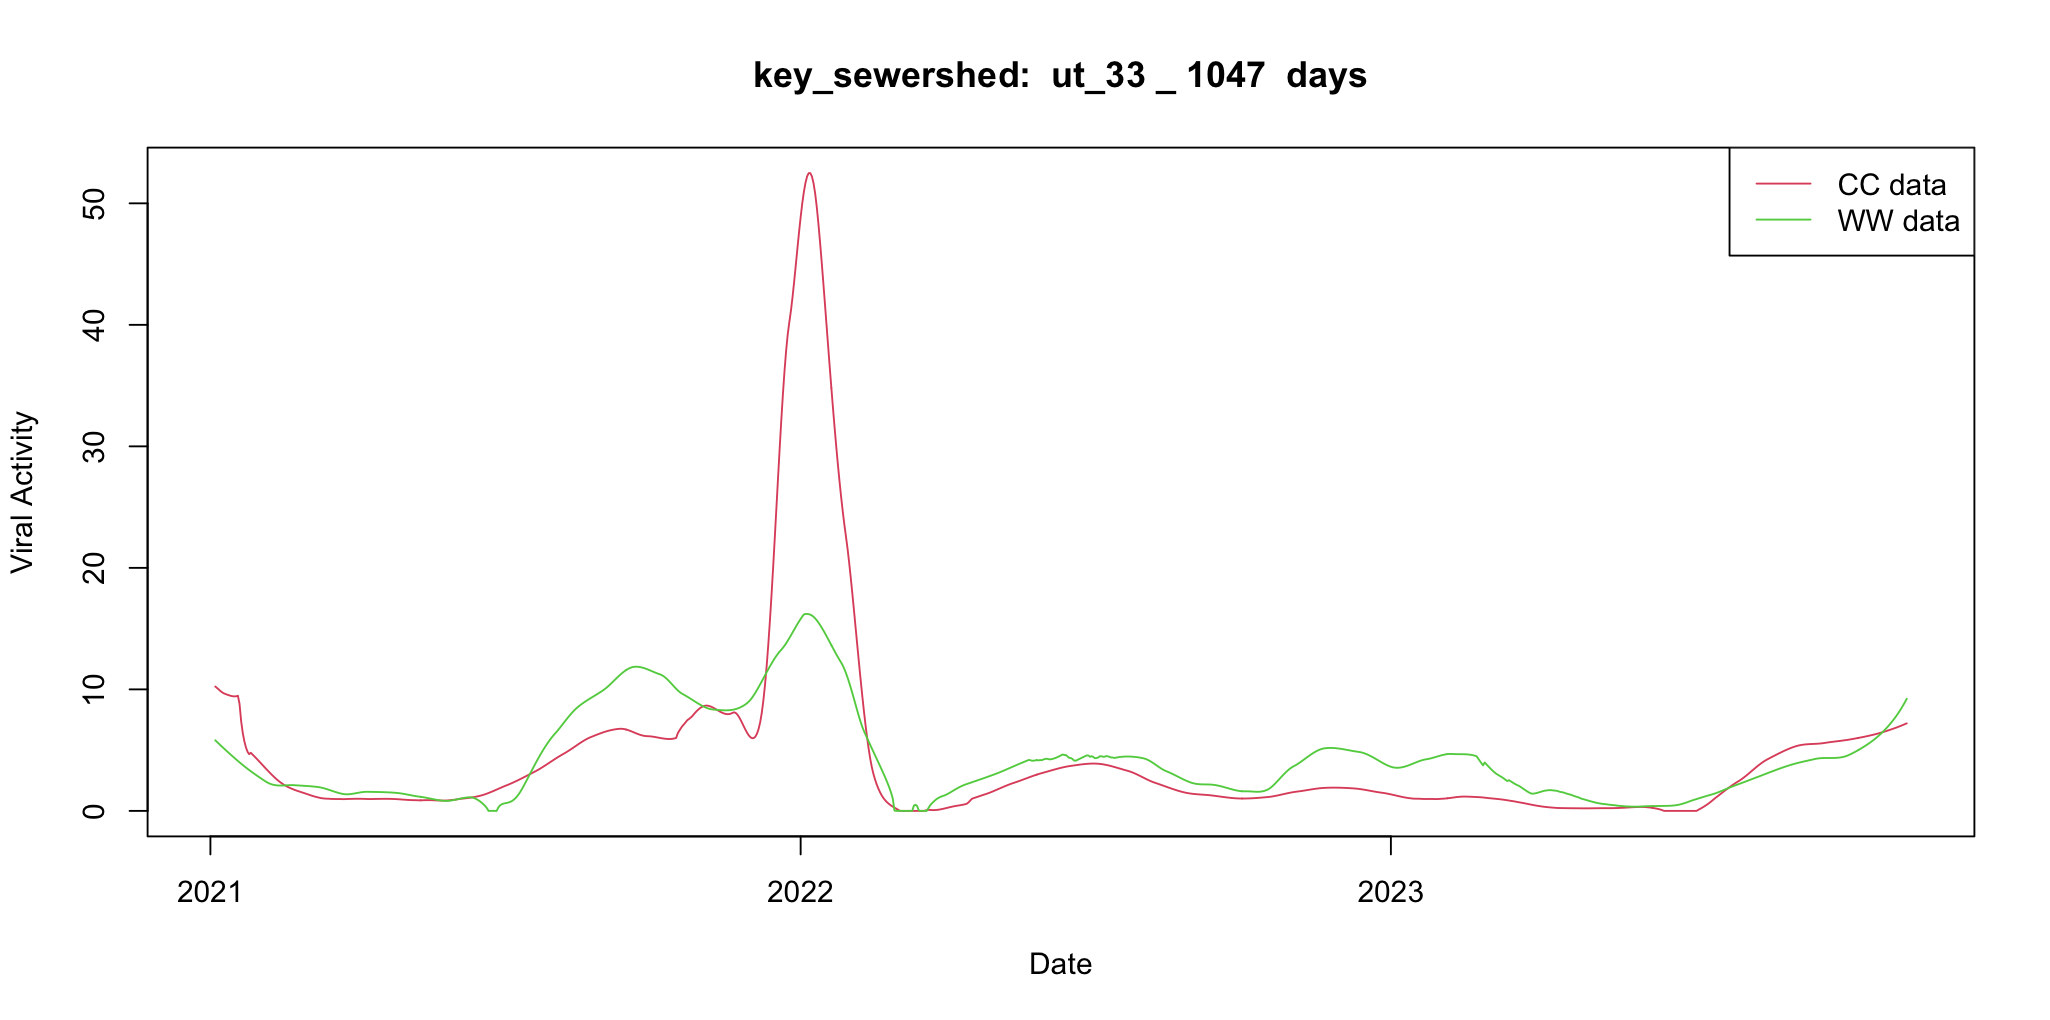 key_sewershed:  ut_33 _ 1047  days
CC data
WW data
Viral Activity
50
40
30
20
10
0
2021
2022
2023
Date